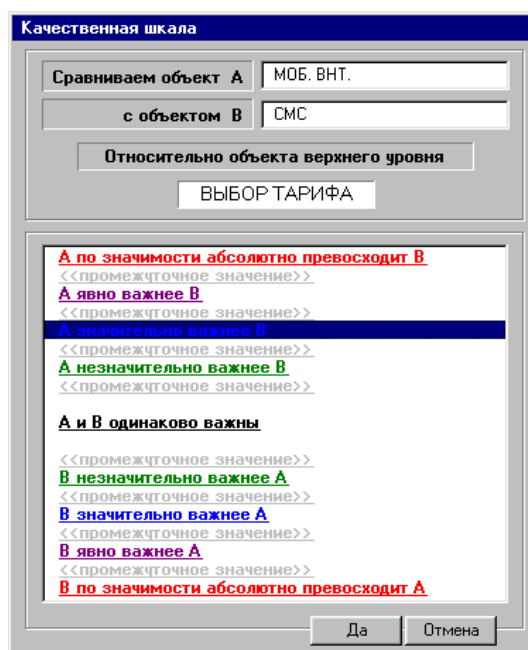 Качественная шкала
Сравниваем объект A
МОБ. ВНТ.
с объектом B
СМС
Относительно объекта верхнего уровня
ВЫБОР ТАРИФА
A по значимости абсолютно превосходит B
<<промежуточное значение>>
A явно важнее B
<<промежуточное значение>>
A значительно важнее B
<<промежуточное значение>>
A незначительно важнее B
<<промежуточное значение>>
A и B одинаково важны
<<промежуточное значение>>
B незначительно важнее A
<<промежуточное значение>>
B значительно важнее A
<<промежуточное значение>>
B явно важнее A
<<промежуточное значение>>
B по значимости абсолютно превосходит A
Да
Отмена